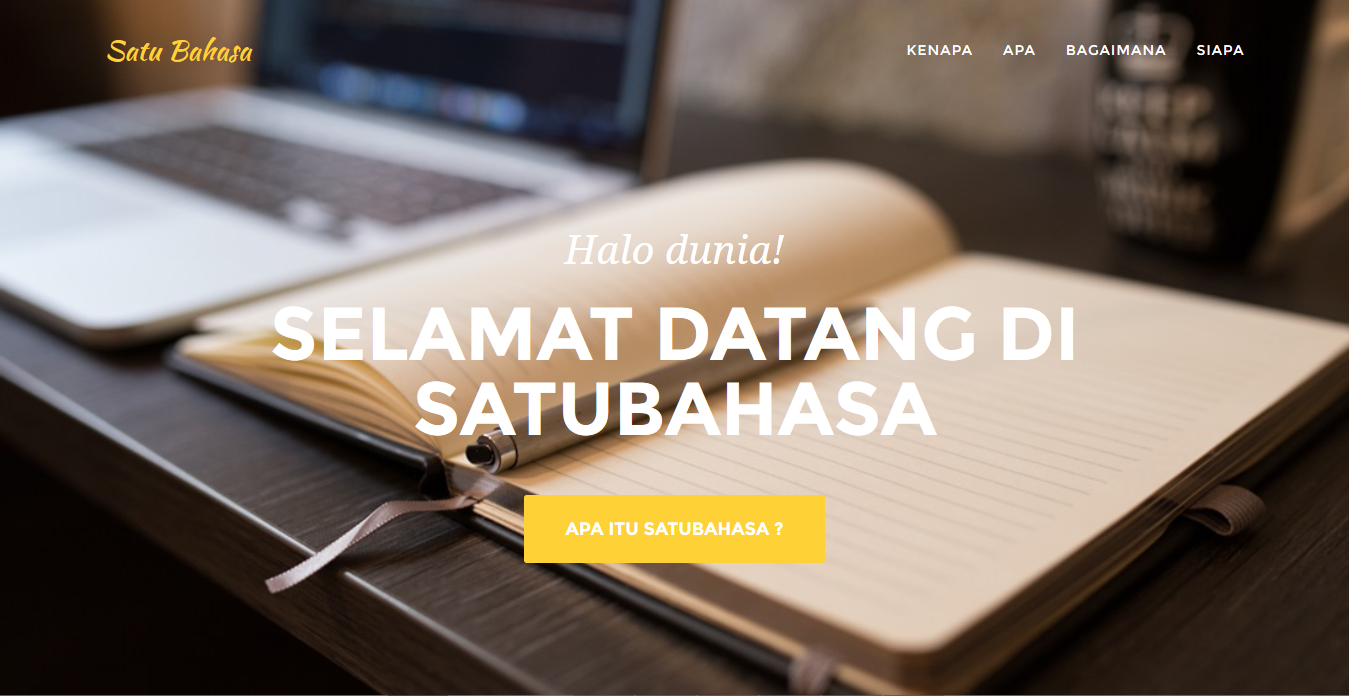 Satu Bahasa
KENAPA APA BAGAIMANA SIAPA
Halo dunia!
SELAMAT DATANG DI
SATUBAHASA
APA ITU SATUBAHASA ?